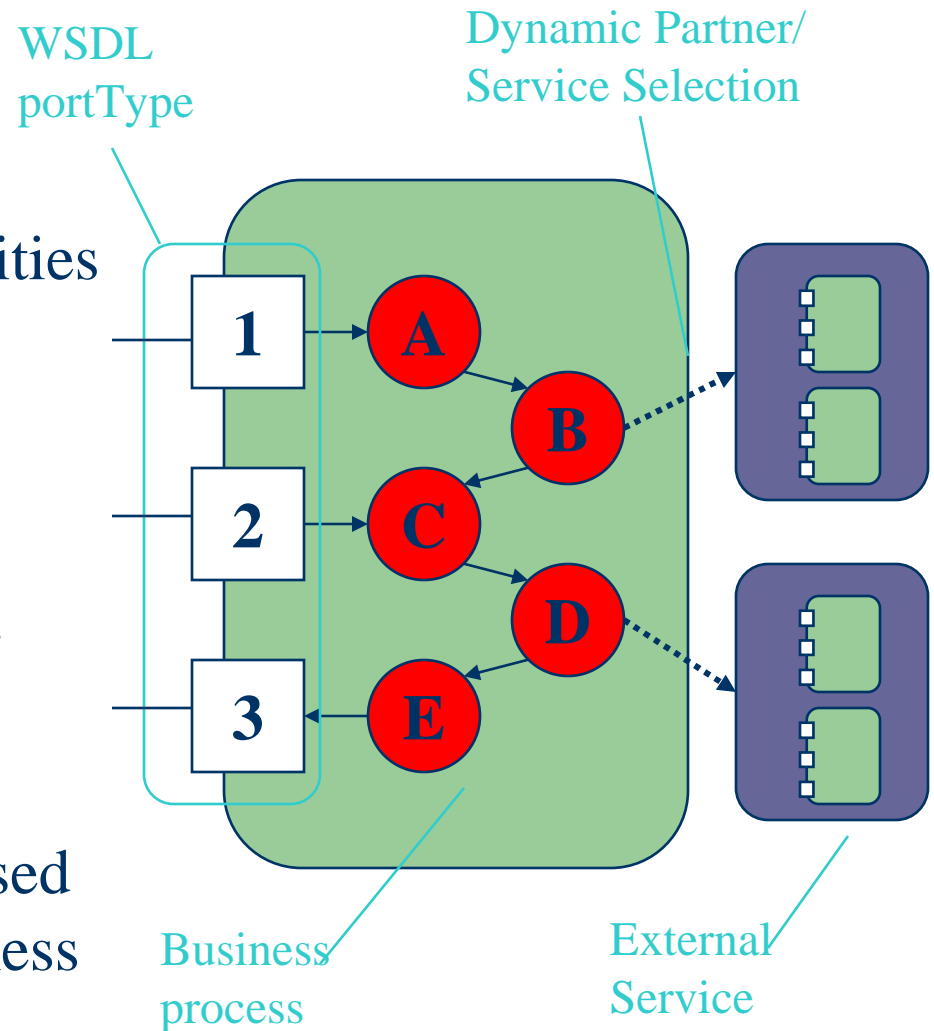 WSDL
portType
Dynamic Partner/
Service Selection
ities
1
A
B
2
C
D
3
E
sed
ess
Business
process
External
Service